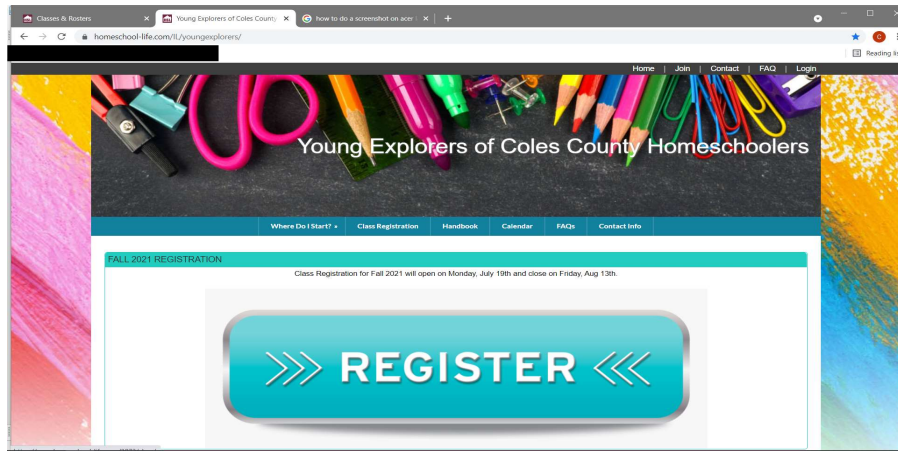 Classes & Rosters
Young Explorers of Coles County
how to do a screenshot on acer
homeschool-life.com/IL/youngexplorers/
C
Reading lis
Home | Join | Contact | FAQ | Login
Young Explorers of Coles County Homeschoolers
Where Do I Start? » Class Registration Handbook Calendar FAQs Contact Info
FALL 2021 REGISTRATION
Class Registration for Fall 2021 will open on Monday, July 19th and close on Friday, Aug 13th.
>>> REGISTER <<<